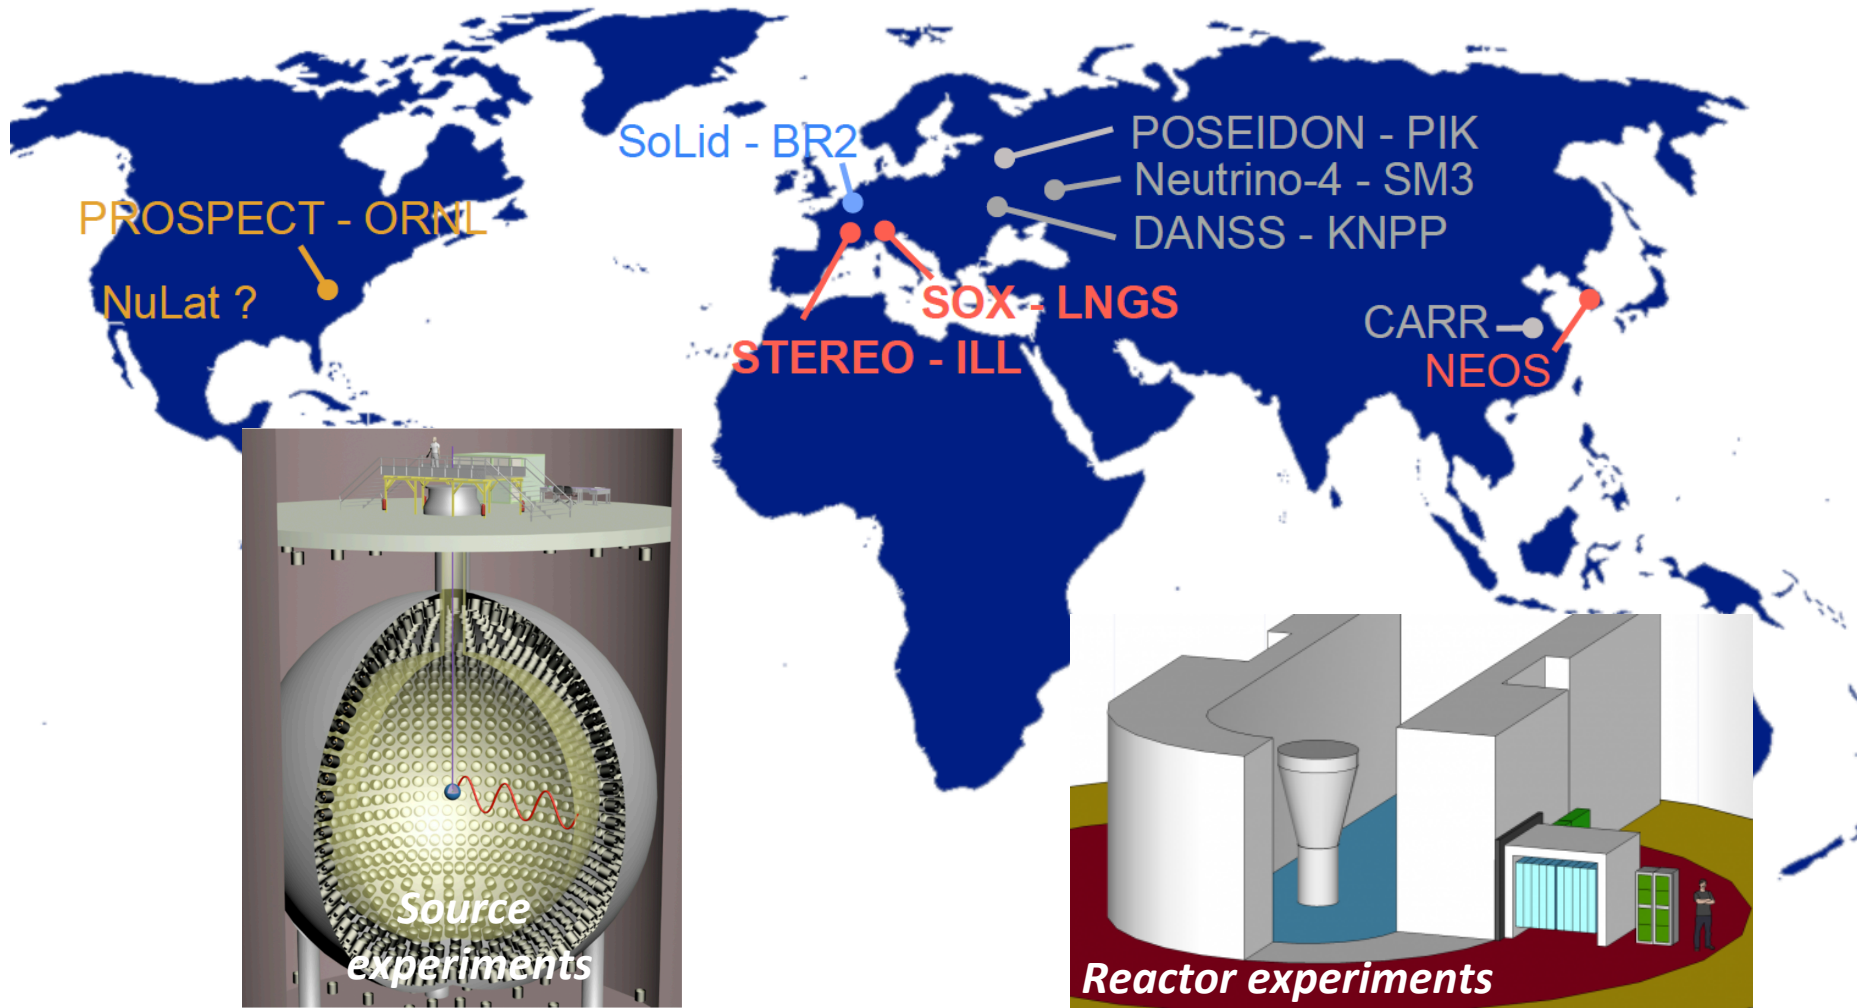 SoLid - BR2
POSEIDON - PIK
Neutrino-4 - SM3
DANSS - KNPP
PROSPECT - ORNL
NuLat ?
SOX - LNGS
STEREO - ILL
CARR
NEOS
Source
experiments
Reactor experiments